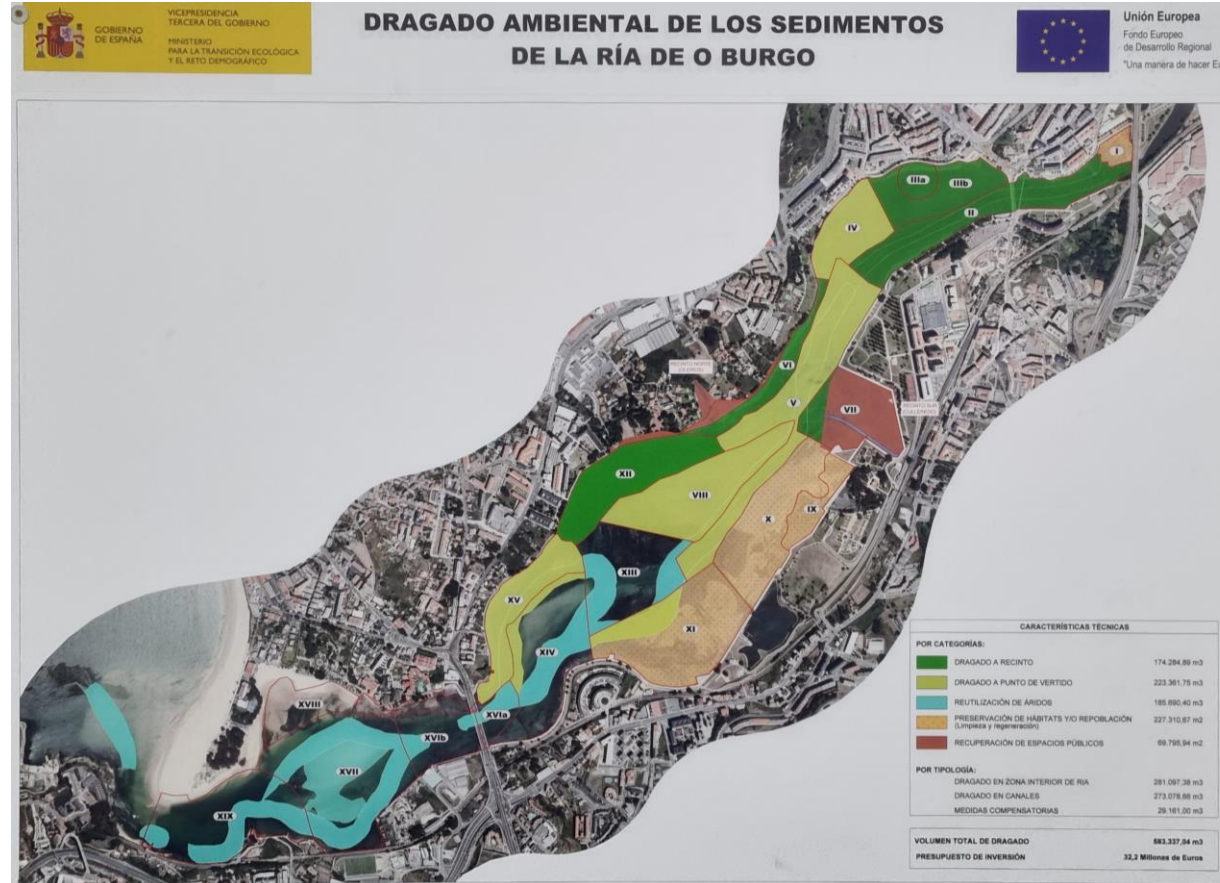 GOBIERNO
DE ESPAÑA
VICEPRESIDENCIA
TERCERA DEL GOBIERNO
MINISTERIO
PARA LA TRANSICIÓN ECOLÓGICA
Y EL RETO DEMOGRÁFICO
DRAGADO AMBIENTAL DE LOS SEDIMENTOS
DE LA RÍA DE O BURGO
Unión Europea
Fondo Europeo
de Desarrollo Regional
"Una manera de hacer
I
IIIa
IIIb
II
IV
VI
V
VII
RECINTO NORTE
RECINTO SUR
(CULLEREDO)
XII
VIII
IX
X
XIII
XV
XI
XIV
XVIII
XVIa
XVIb
XVII
XIX
CARACTERÍSTICAS TÉCNICAS
POR CATEGORÍAS:
DRAGADO A RECINTO 174.284,89 m3
DRAGADO A PUNTO DE VERTIDO 223.361,75 m3
REUTILIZACIÓN DE ÁRIDOS 185.690,40 m3
PRESERVACIÓN DE HÁBITATS Y/O REPOBLACIÓN 227.310,67 m2
(Limpieza y regeneración)
RECUPERACIÓN DE ESPACIOS PÚBLICOS 69.795,94 m2
POR TIPOLOGÍA:
DRAGADO EN ZONA INTERIOR DE RIA 281.097,38 m3
DRAGADO EN CANALES 273.078,66 m3
MEDIDAS COMPENSATORIAS 29.161,00 m3
VOLUMEN TOTAL DE DRAGADO 583.337,04 m3
PRESUPUESTO DE INVERSIÓN 32,2 Millones de Euros